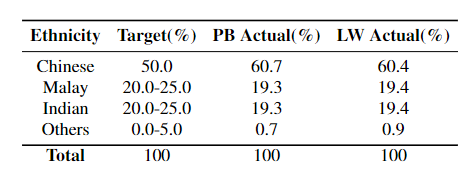 Ethnicity Target(%) PB Actual(%) LW Actual(%)
Chinese 50.0 60.7 60.4
Malay 20.0-25.0 19.3 19.4
Indian 20.0-25.0 19.3 19.4
Others 0.0-5.0 0.7 0.9
Total 100 100 100